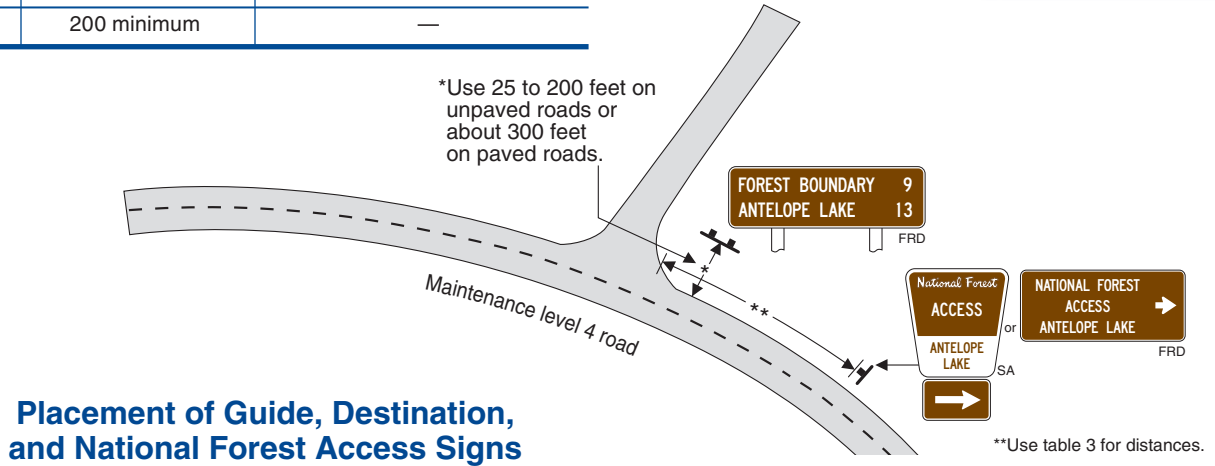 200 minimum —
*Use 25 to 200 feet on
unpaved roads or
about 300 feet
on paved roads.
FOREST BOUNDARY 9
ANTELOPE LAKE 13
FRD
*
**
Maintenance level 4 road
National Forest
ACCESS
ANTELOPE
LAKE
SA
or
NATIONAL FOREST
ACCESS
ANTELOPE LAKE
FRD
Placement of Guide, Destination,
and National Forest Access Signs
**Use table 3 for distances.